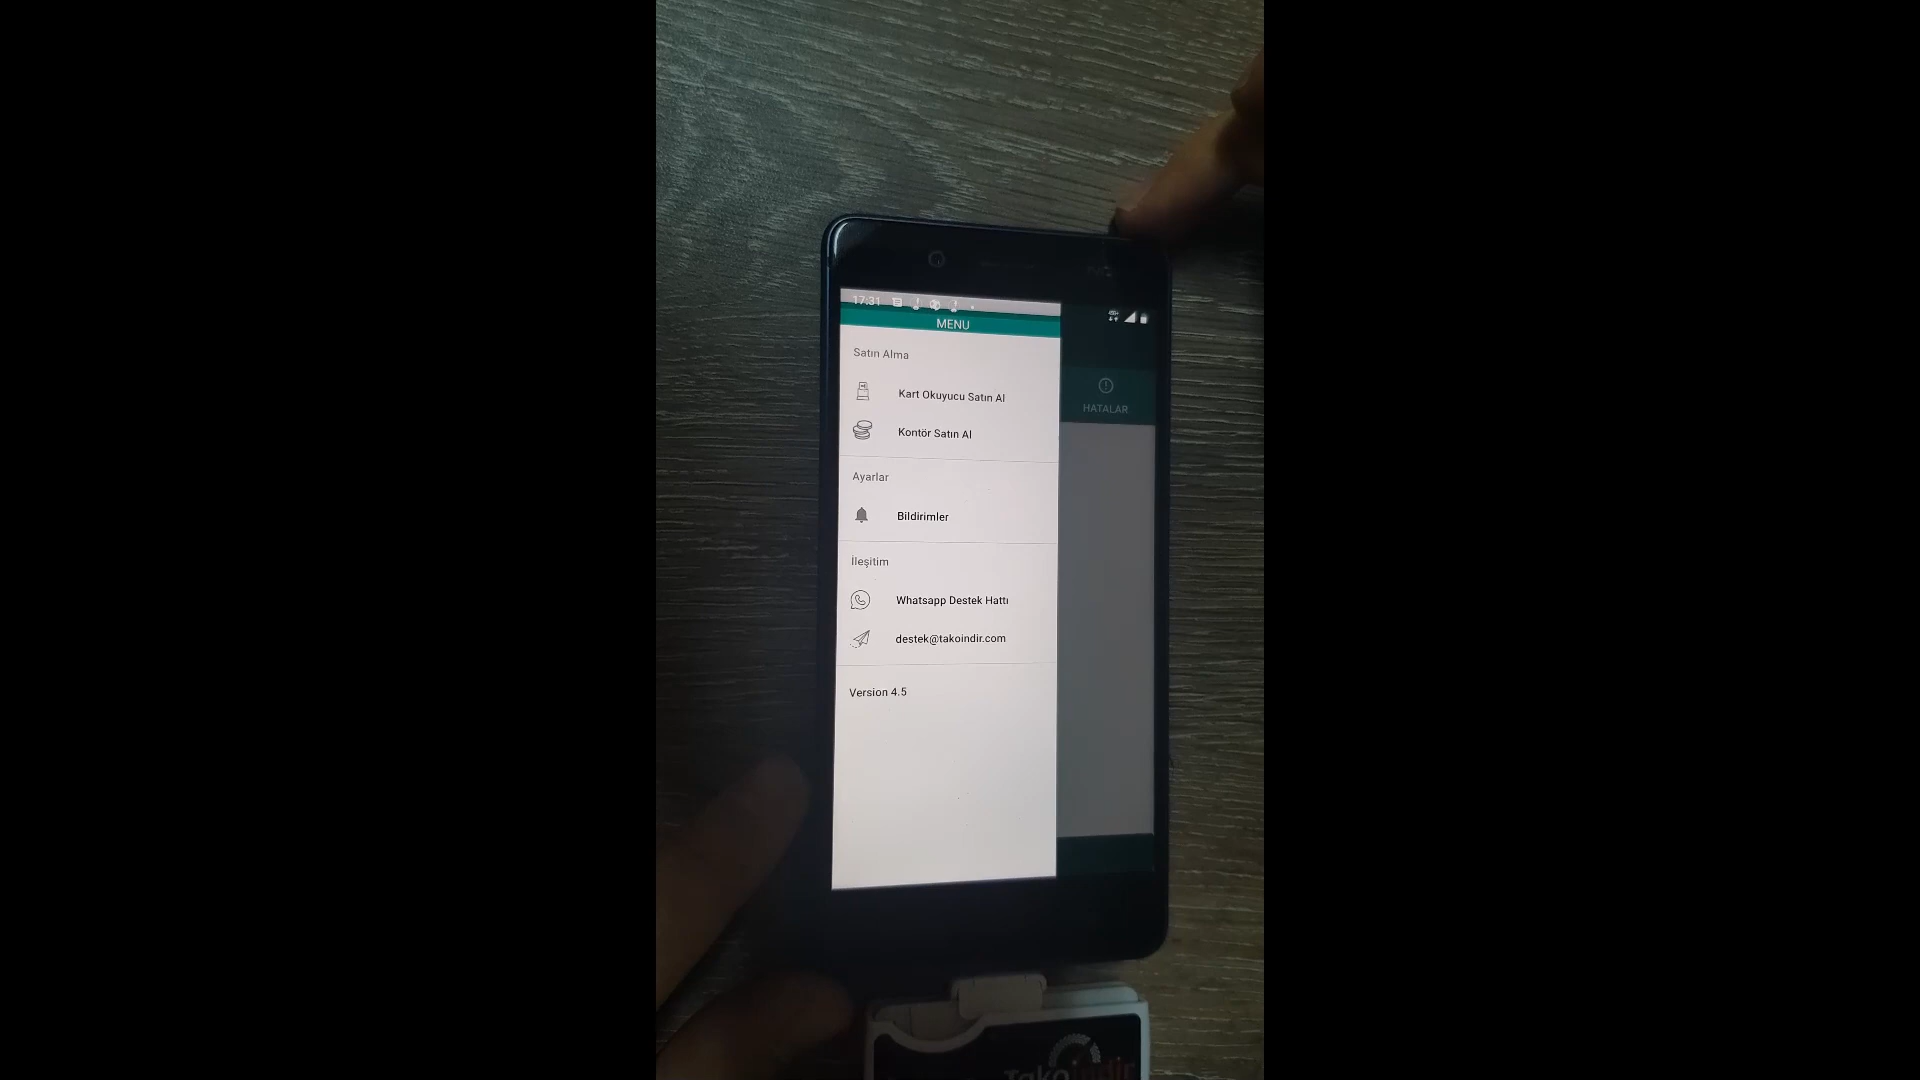 17:31
MENU
Satın Alma
Kart Okuyucu Satın Al
Kontör Satın Al
Ayarlar
Bildirimler
İleşitim
Whatsapp Destek Hattı
destek@takoindir.com
Version 4.5
HATALAR
Takoindir